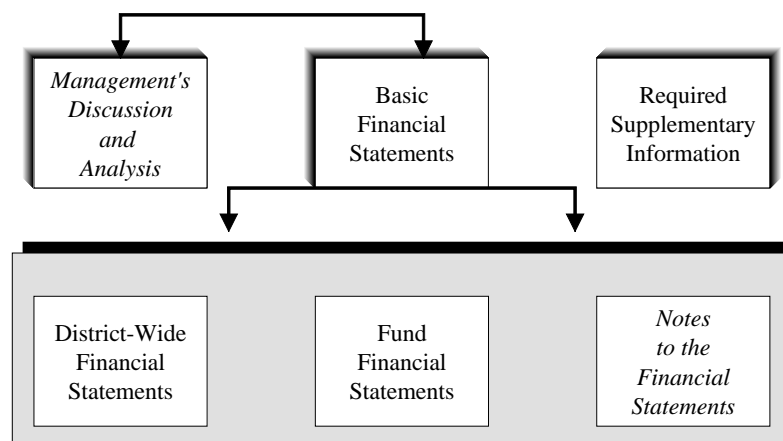 Management's
Discussion
and
Analysis
Basic
Financial
Statements
Required
Supplementary
Information
District-Wide
Financial
Statements
Fund
Financial
Statements
Notes
to the
Financial
Statements